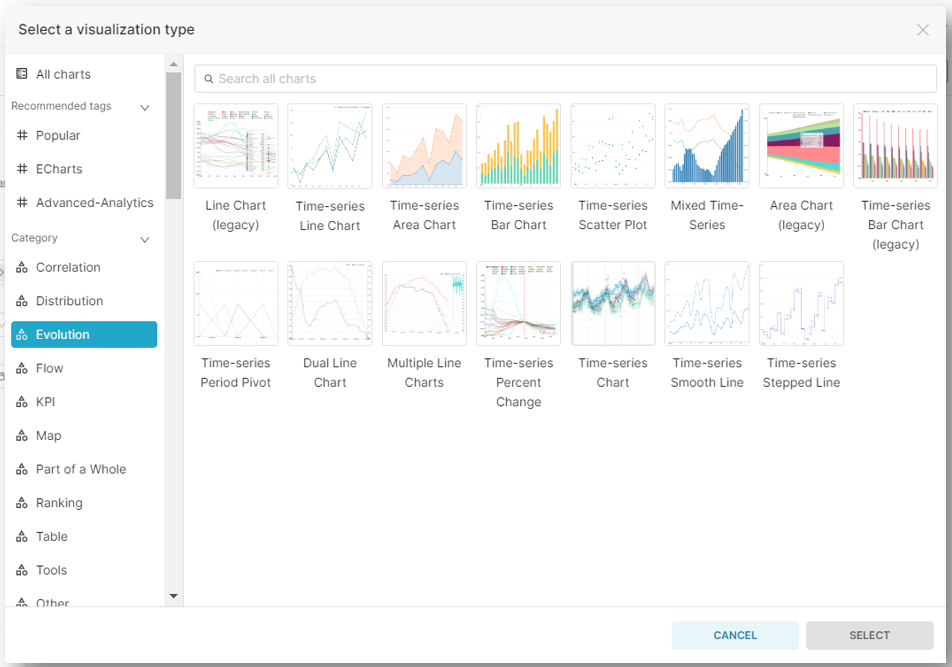 Select a visualization type
All charts
Recommended tags
Popular
ECharts
Advanced-Analytics
Category
Correlation
Distribution
Evolution
Flow
KPI
Map
Part of a Whole
Ranking
Table
Tools
Other
Search all charts
Line Chart
(legacy)
Time-series
Line Chart
Time-series
Area Chart
Time-series
Bar Chart
Time-series
Scatter Plot
Mixed Time-
Series
Area Chart
(legacy)
Time-series
Bar Chart
(legacy)
Time-series
Period Pivot
Dual Line
Chart
Multiple Line
Charts
Time-series
Percent
Change
Time-series
Chart
Time-series
Smooth Line
Time-series
Stepped Line
CANCEL
SELECT